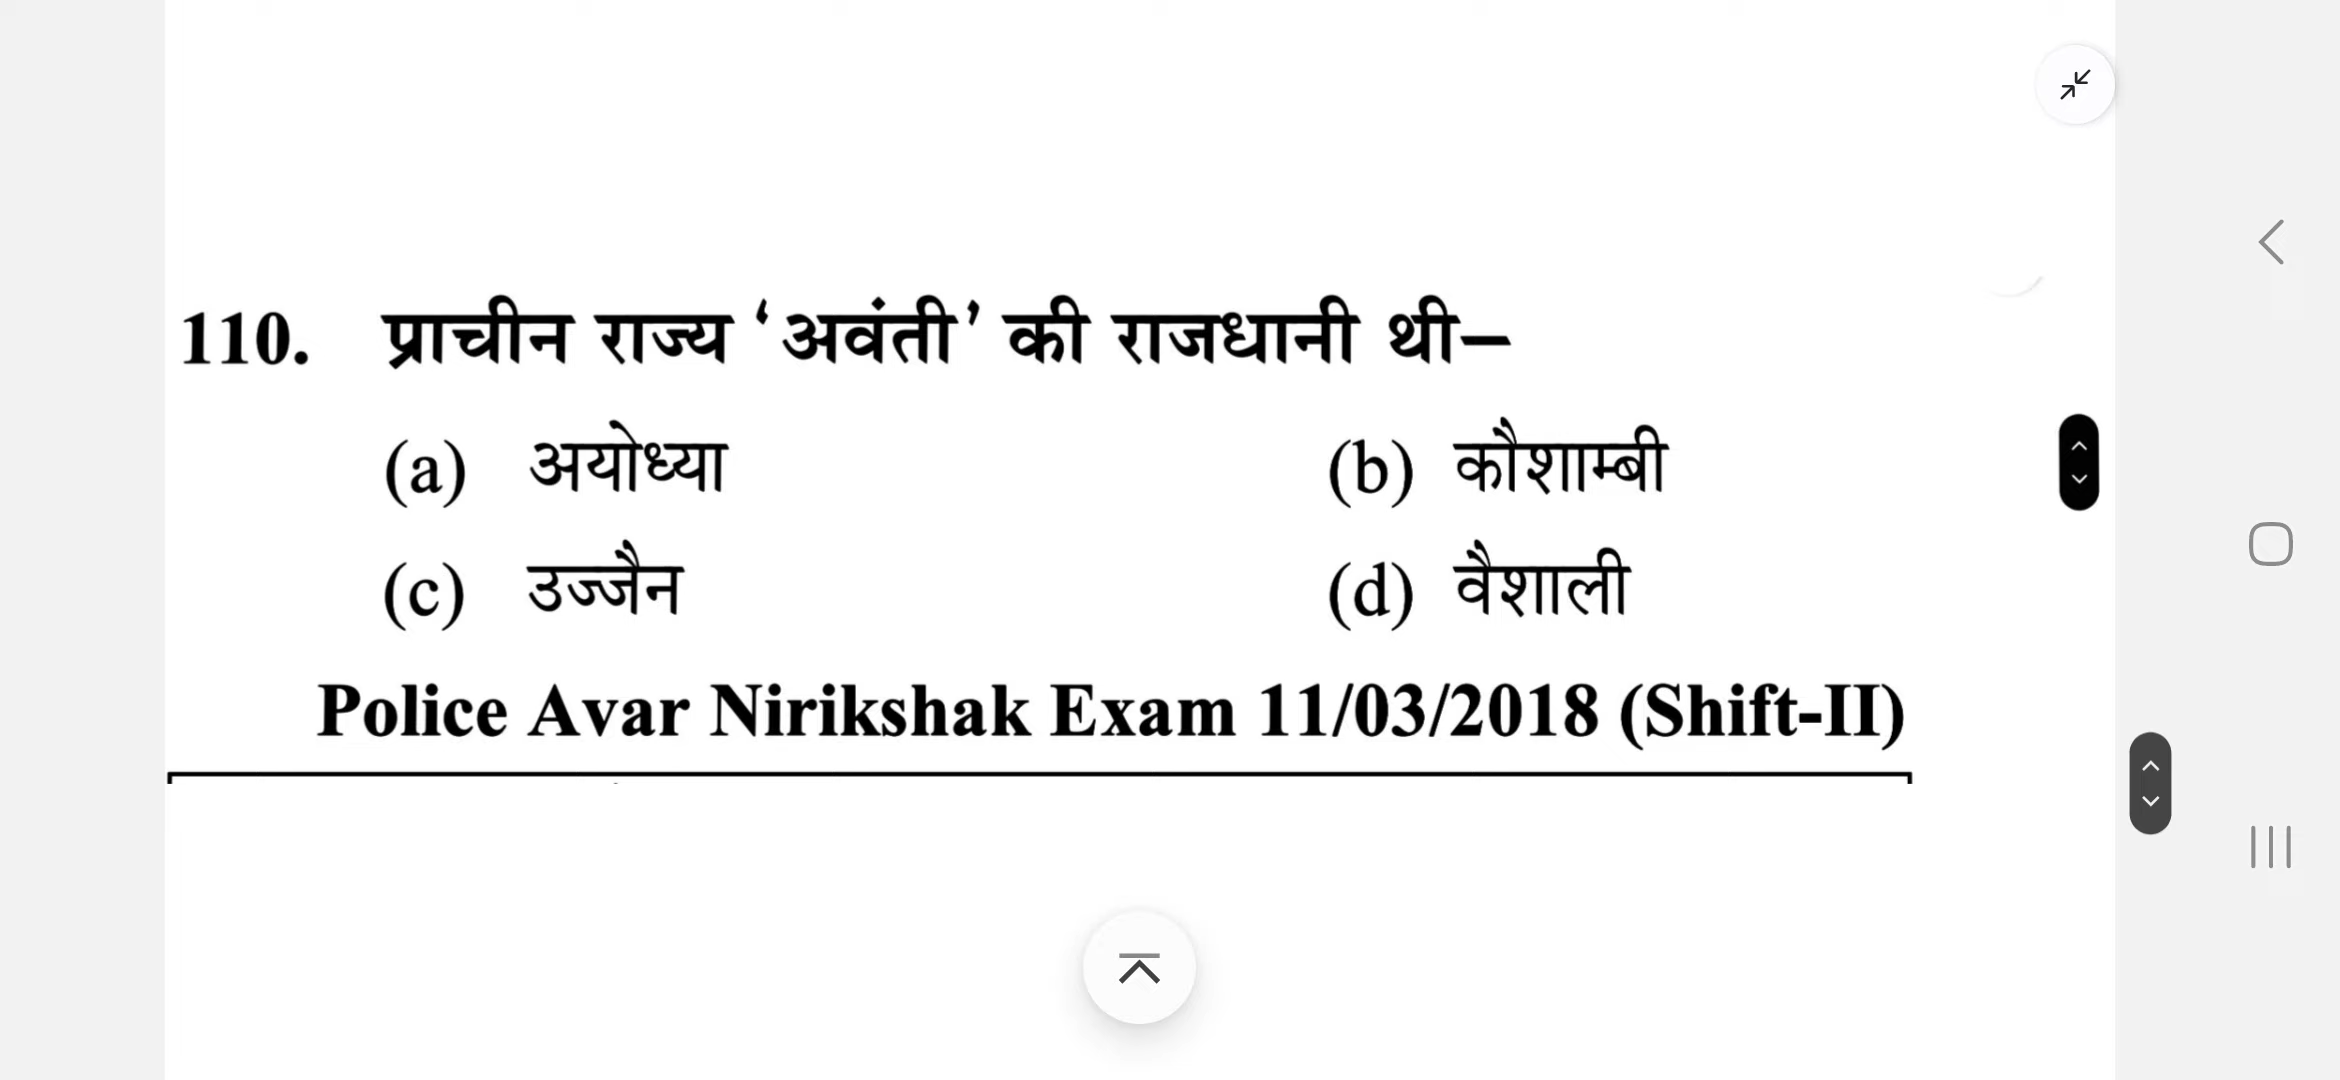 110. प्राचीन राज्य ‘अवंती’ की राजधानी थी–
(a) अयोध्या (b) कौशाम्बी
(c) उज्जैन (d) वैशाली
Police Avar Nirikshak Exam 11/03/2018 (Shift-II)